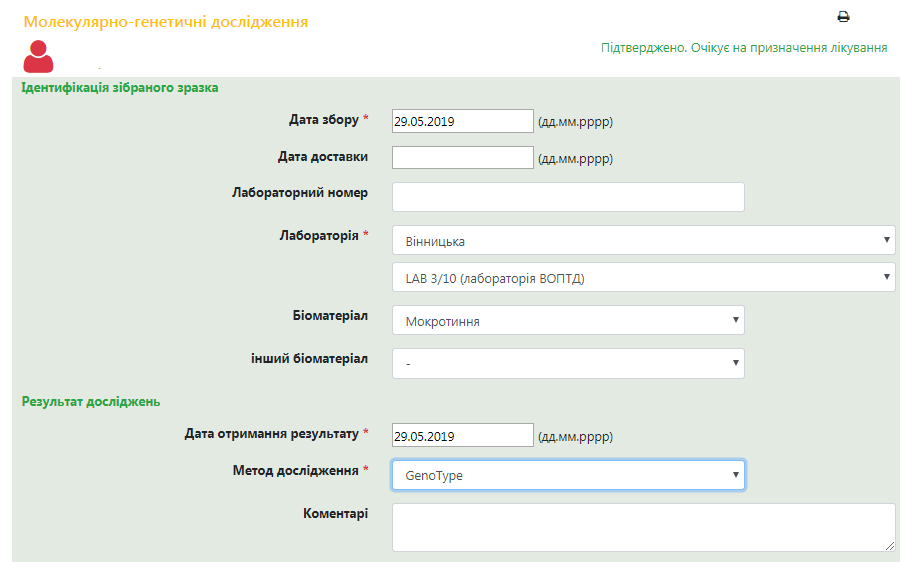 Молекулярно-генетичні дослідження
Підтверджено. Очікує на призначення лікування
Ідентифікація зібраного зразка
Дата збору * 29.05.2019 (дд.мм.рррр)
Дата доставки (дд.мм.рррр)
Лабораторний номер
Лабораторія * Вінницька
LAB 3/10 (лабораторія ВОПТД)
Біоматеріал Мокротиння
інший біоматеріал -
Результат досліджень
Дата отримання результату * 29.05.2019 (дд.мм.рррр)
Метод дослідження * GenoType
Коментарі